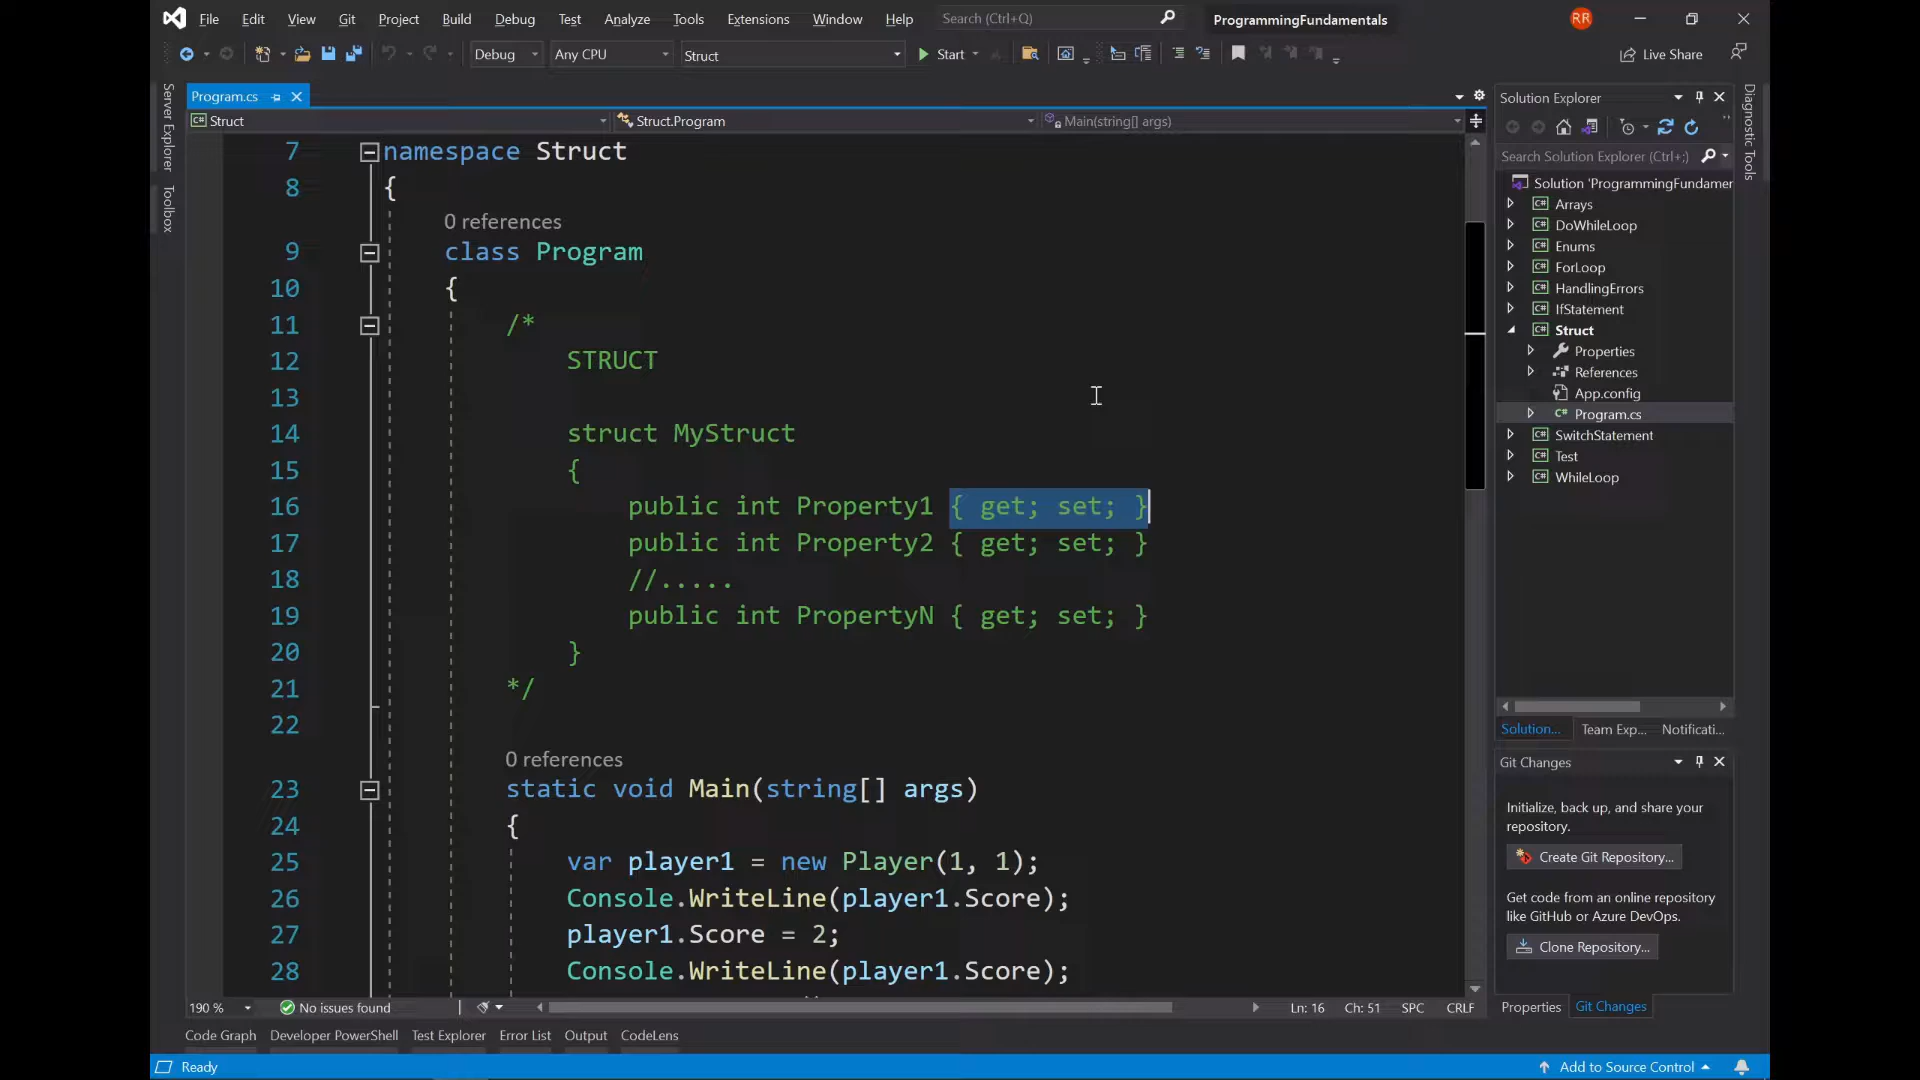 File Edit View Git Project Build Debug Test Analyze Tools Extensions Window Help Search (Ctrl+Q) ProgrammingFundamentals RR
Debug Any CPU Struct Start Live Share
Server Explorer
Toolbox
Program.cs
Struct Struct.Program Main(string[] args)
7 namespace Struct
8 {
0 references
9 class Program
10 {
11 /*
12 STRUCT
13
14 struct MyStruct
15 {
16 public int Property1 { get; set; }
17 public int Property2 { get; set; }
18 //.....
19 public int PropertyN { get; set; }
20 }
21 */
22
0 references
23 static void Main(string[] args)
24 {
25 var player1 = new Player(1, 1);
26 Console.WriteLine(player1.Score);
27 player1.Score = 2;
28 Console.WriteLine(player1.Score);
190 % No issues found Ln: 16 Ch: 51 SPC CRLF
Solution Explorer
Search Solution Explorer (Ctrl+;)
Solution 'ProgrammingFundamer
Arrays
DoWhileLoop
Enums
ForLoop
HandlingErrors
IfStatement
Struct
Properties
References
App.config
Program.cs
SwitchStatement
Test
WhileLoop
Solution... Team Exp... Notificati...
Git Changes
Initialize, back up, and share your
repository.
Create Git Repository...
Get code from an online repository
like GitHub or Azure DevOps.
Clone Repository...
Properties Git Changes
Diagnostic Tools
Code Graph Developer PowerShell Test Explorer Error List Output CodeLens
Ready Add to Source Control